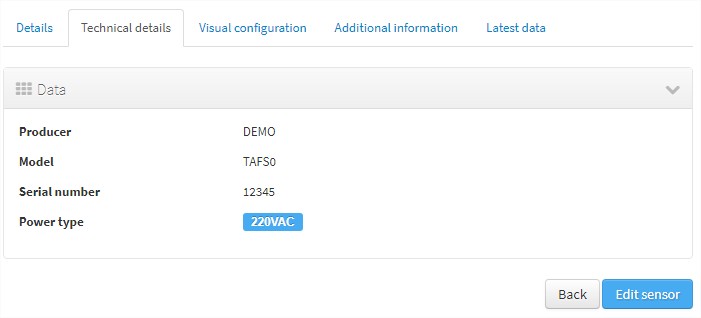 Details Technical details Visual configuration Additional information Latest data
Data
Producer DEMO
Model TAFS0
Serial number 12345
Power type 220VAC
Back Edit sensor